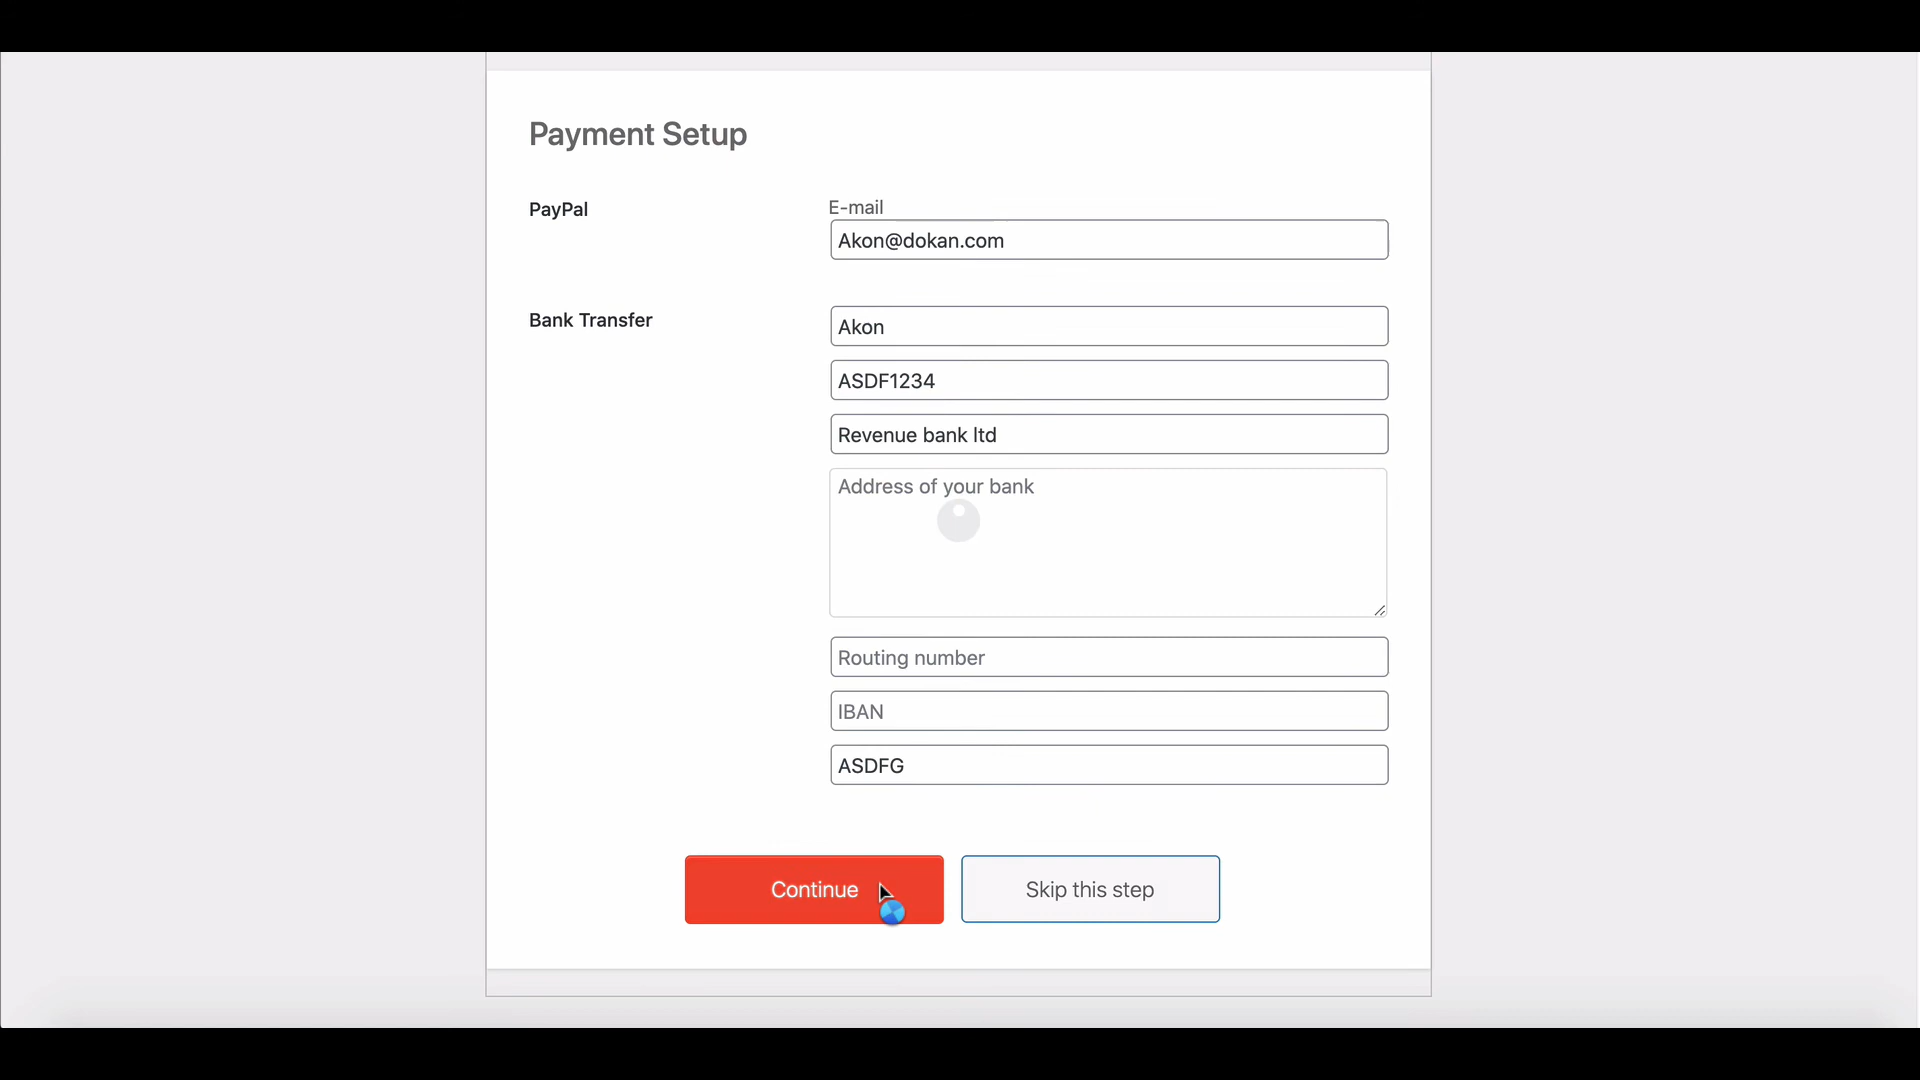 Payment Setup
PayPal
E-mail
Akon@dokan.com
Bank Transfer
Akon
ASDF1234
Revenue bank ltd
Address of your bank
Routing number
IBAN
ASDFG
Continue
Skip this step